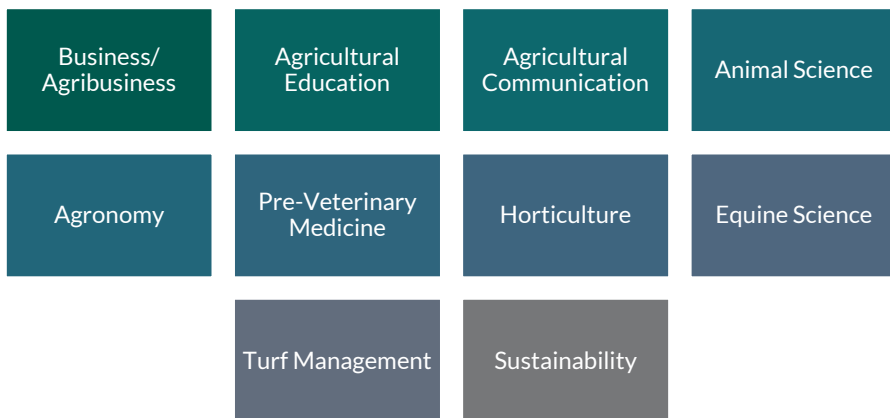 Business/
Agribusiness
Agricultural
Education
Agricultural
Communication
Animal Science
Agronomy
Pre-Veterinary
Medicine
Horticulture
Equine Science
Turf Management
Sustainability